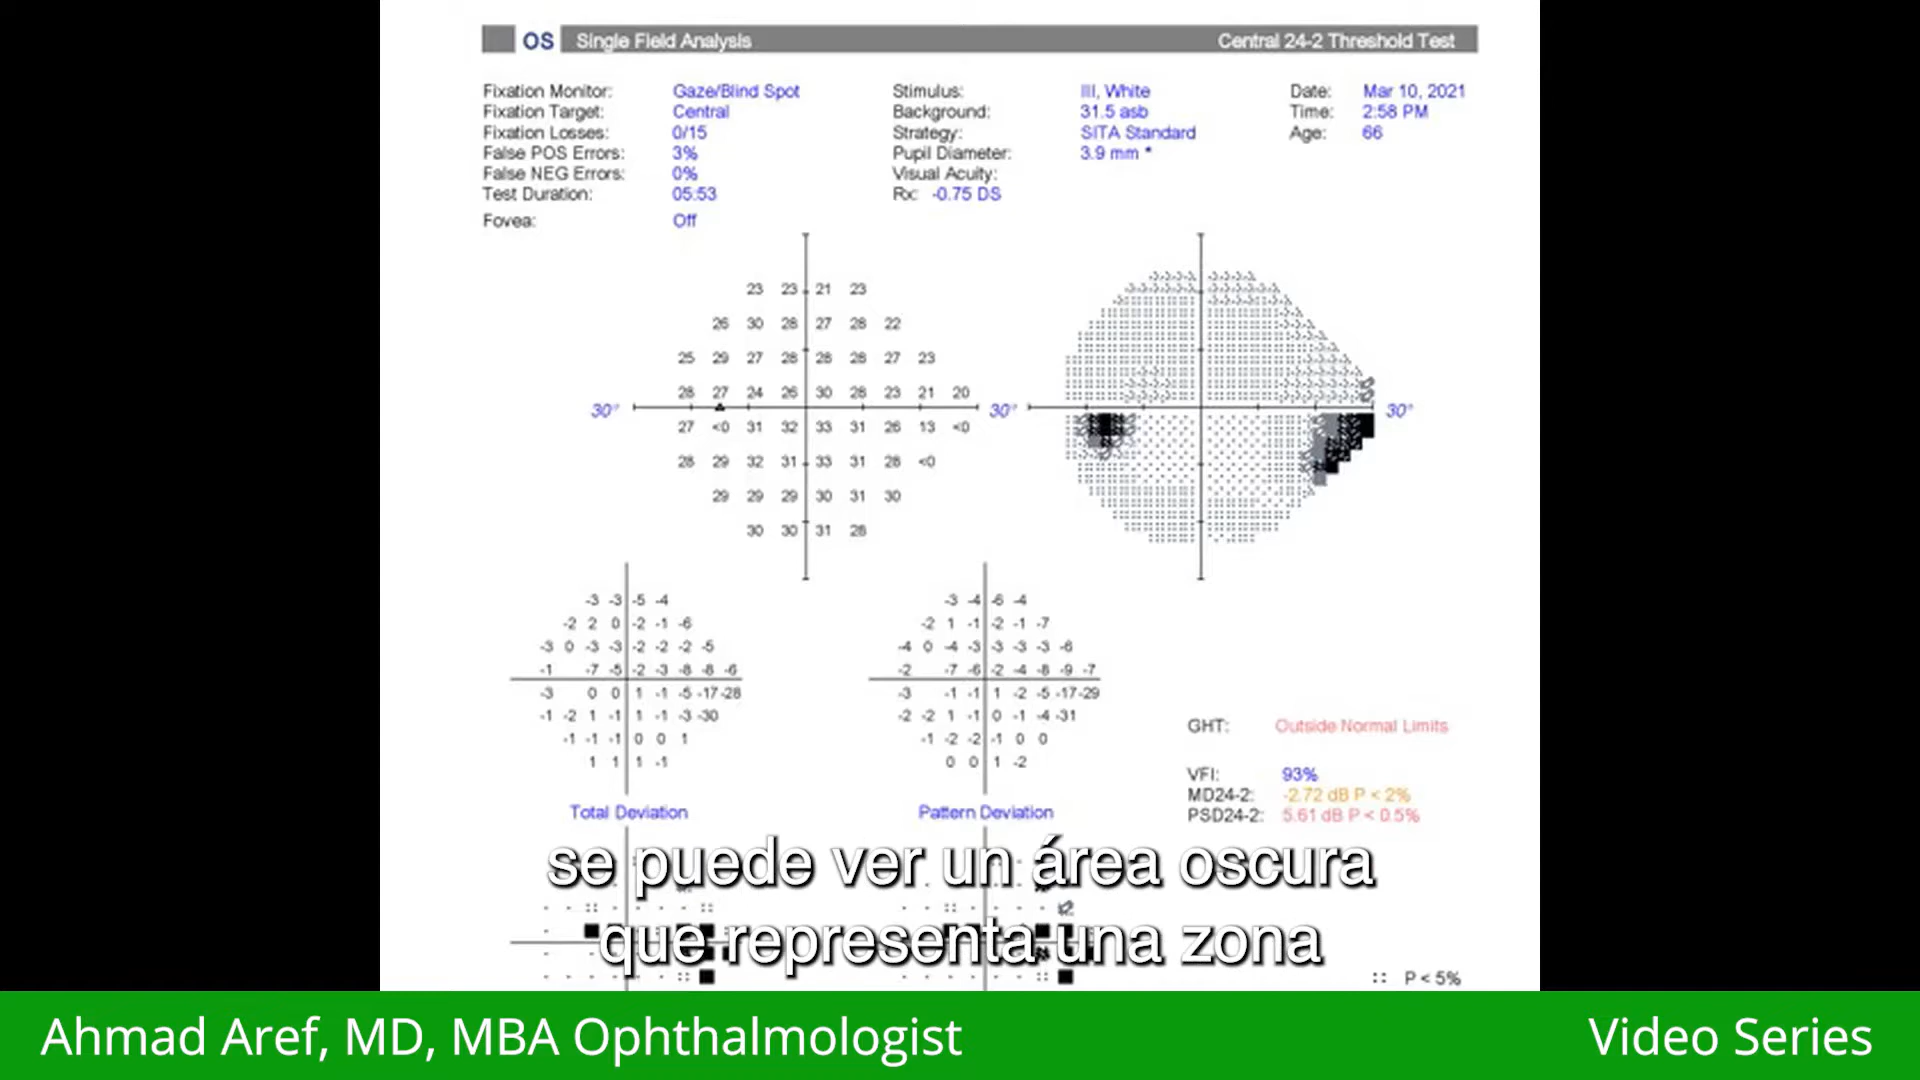 OS Single Field Analysis Central 24-2 Threshold Test
Fixation Monitor: Gaze/Blind Spot Stimulus: III, White Date: Mar 10, 2021
Fixation Target: Central Background: 31.5 asb Time: 2:58 PM
Fixation Losses: 0/15 Strategy: SITA Standard Age: 66
False POS Errors: 3% Pupil Diameter: 3.9 mm *
False NEG Errors: 0% Visual Acuity:
Test Duration: 05:53 Rx: -0.75 DS
Fovea: Off
23 23 21 23
26 30 28 27 28 22
25 29 27 28 28 28 27 23
28 27 24 26 30 28 23 21 20
30° 30° 30°
27 <0 31 32 33 31 26 13 <0
28 29 32 31 33 31 28 <0
29 29 29 30 31 30
30 30 31 28
-3 -3 -5 -4 -3 -4 -6 -4
-2 2 0 -2 -1 -6 -2 1 -1 -2 -1 -7
-3 0 -3 -3 -2 -2 -2 -5 -4 0 -4 -3 -3 -3 -3 -6
-1 -7 -5 -2 -3 -8 -8 -6 -2 -7 -6 -2 -4 -8 -9 -7
-3 0 0 1 -1 -5 -17 -28 -3 -1 -1 1 -2 -5 -17 -29
-1 -2 1 -1 1 -1 -3 -30 -2 -2 1 -1 0 -1 -4 -31
GHT: Outside Normal Limits
-1 -1 -1 0 0 1 -1 -2 -2 -1 0 0
1 1 1 -1 0 0 1 -2
VFI: 93%
MD24-2: -2.72 dB P < 2%
Total Deviation Pattern Deviation PSD24-2: 5.61 dB P < 0.5%
se puede ver un área oscura
que representa una zona
P < 5%
Ahmad Aref, MD, MBA Ophthalmologist Video Series